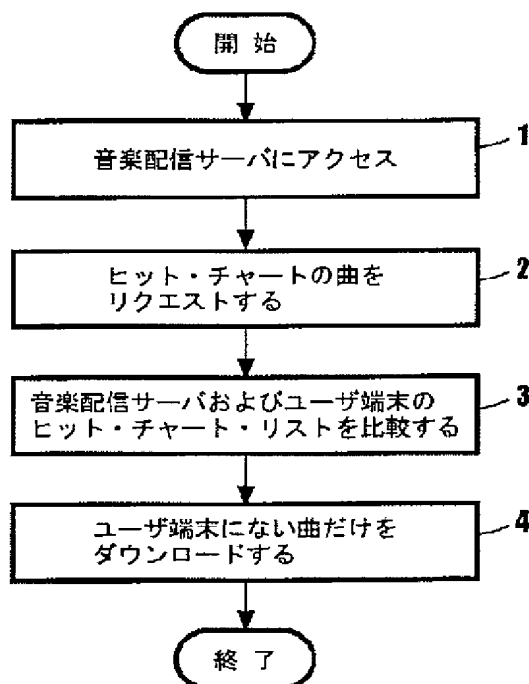 開 始
音楽配信サーバにアクセス
1
ヒット・チャートの曲を
リクエストする
2
音楽配信サーバおよびユーザ端末の
ヒット・チャート・リストを比較する
3
ユーザ端末にない曲だけを
ダウンロードする
4
終 了